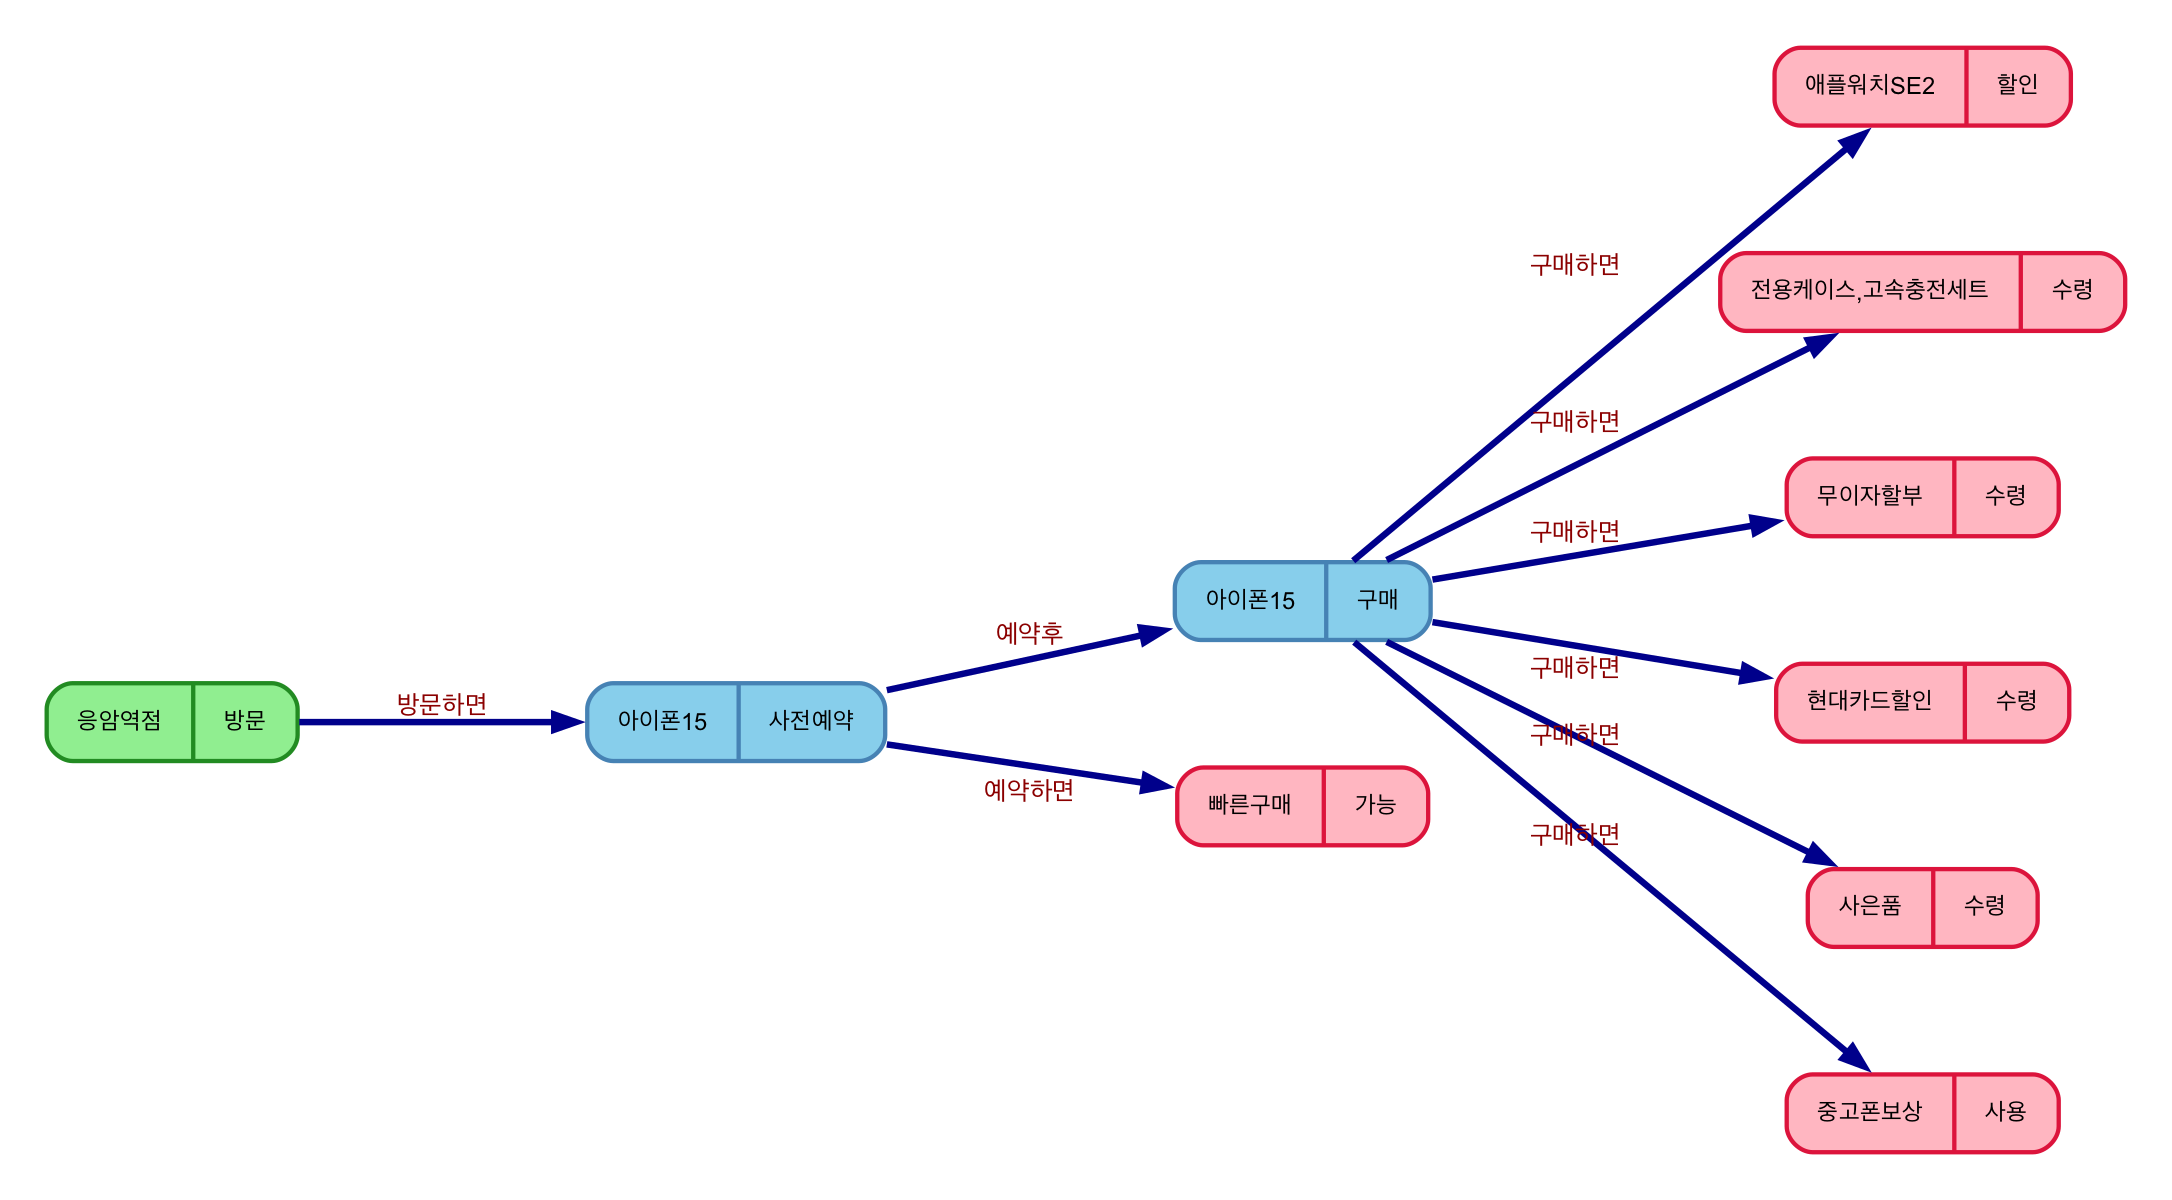 응암역점 방문
방문하면
아이폰15 사전예약
예약후
예약하면
아이폰15 구매
빠른구매 가능
구매하면
구매하면
구매하면
구매하면
구매하면
구매하면
애플워치SE2 할인
전용케이스,고속충전세트 수령
무이자할부 수령
현대카드할인 수령
사은품 수령
중고폰보상 사용